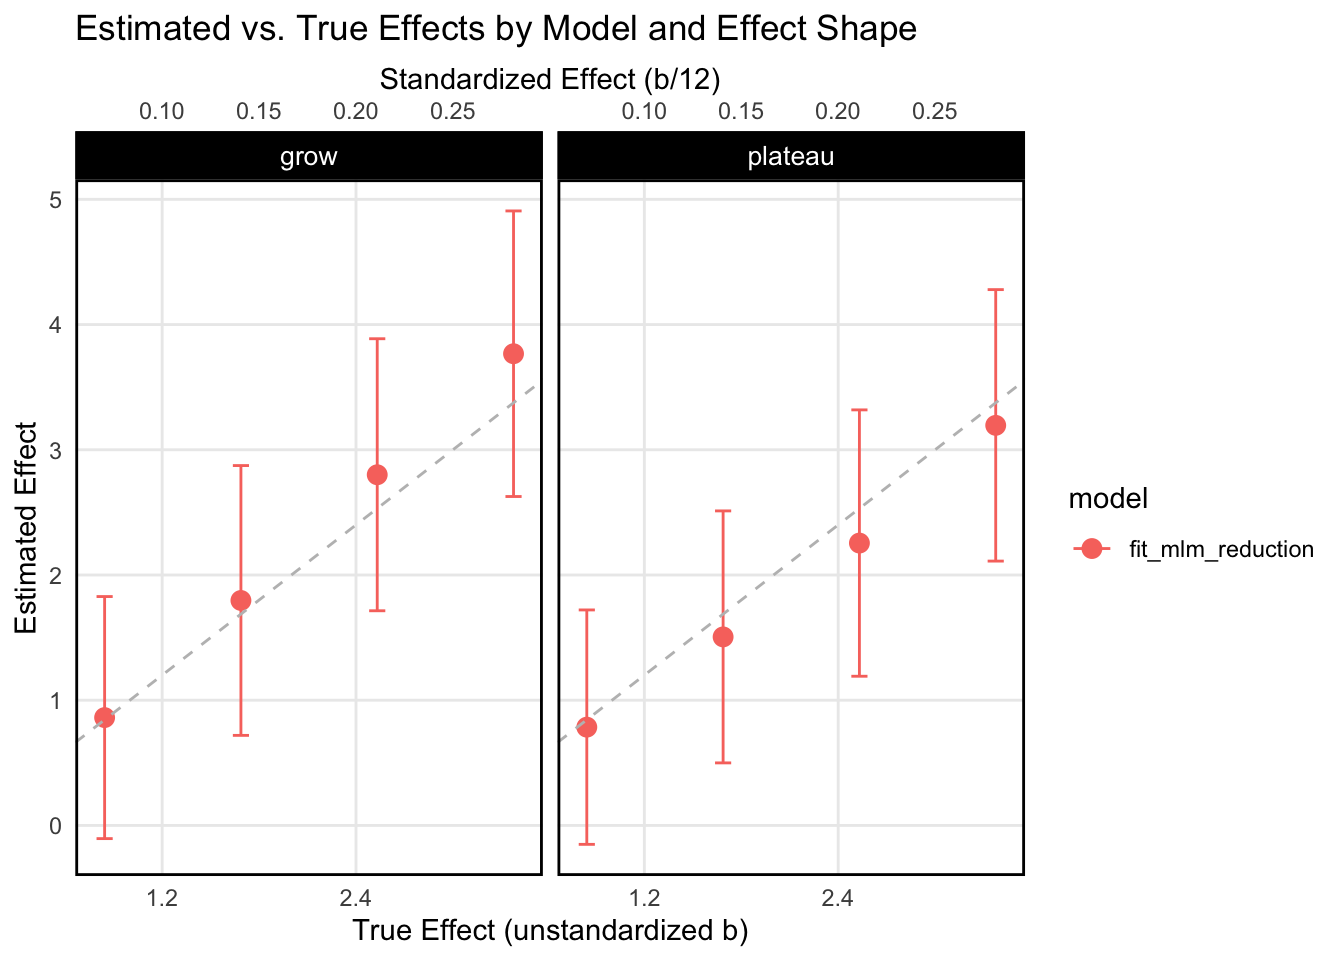 Estimated vs. True Effects by Model and Effect Shape
Standardized Effect (b/12)
0.10 0.15 0.20 0.25 0.10 0.15 0.20 0.25
grow plateau
5
4
3
2
1
0
Estimated Effect
1.2 2.4 1.2 2.4
True Effect (unstandardized b)
model
fit_mlm_reduction